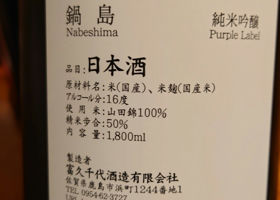 鍋島
Nabeshima
純米吟醸
Purple Label
品目:日本酒
原材料名:米(国産)、米麹(国産米)
アルコール分:16度
使用米:山田錦100%
精米歩合:50%
内容量:1,800ml
製造者
富久千代酒造有限会社
佐賀県鹿島市浜町1244番地1
TEL 0954-62-3727